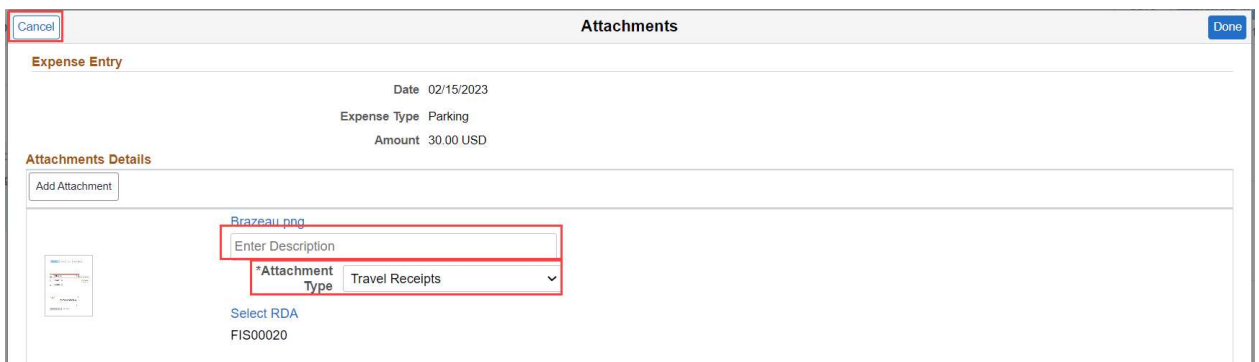 Cancel Attachments Done
Expense Entry
Date 02/15/2023
Expense Type Parking
Amount 30.00 USD
Attachments Details
Add Attachment
Brazeau.png
Enter Description
*Attachment
Type Travel Receipts
Select RDA
FIS00020